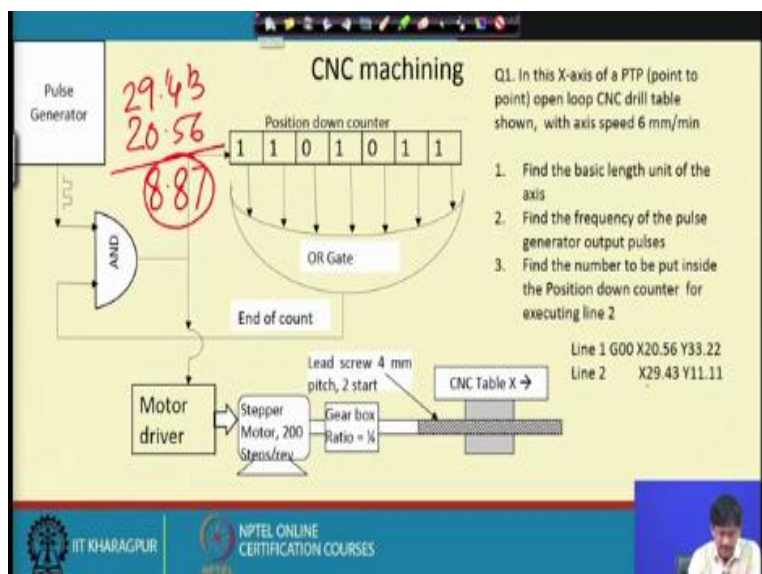 CNC machining
Pulse
Generator
29.43
20.56
8.87
Position down counter
1 1 0 1 0 1 1
AND
OR Gate
End of count
Motor
driver
Stepper
Motor, 200
Steps/rev
Gear box
Ratio = ¼
Lead screw 4 mm
pitch, 2 start
CNC Table X →
Q1. In this X-axis of a PTP (point to
point) open loop CNC drill table
shown, with axis speed 6 mm/min
1. Find the basic length unit of the
axis
2. Find the frequency of the pulse
generator output pulses
3. Find the number to be put inside
the Position down counter for
executing line 2
Line 1 G00 X20.56 Y33.22
Line 2 X29.43 Y11.11
IIT KHARAGPUR
NPTEL ONLINE
CERTIFICATION COURSES
NPTEL